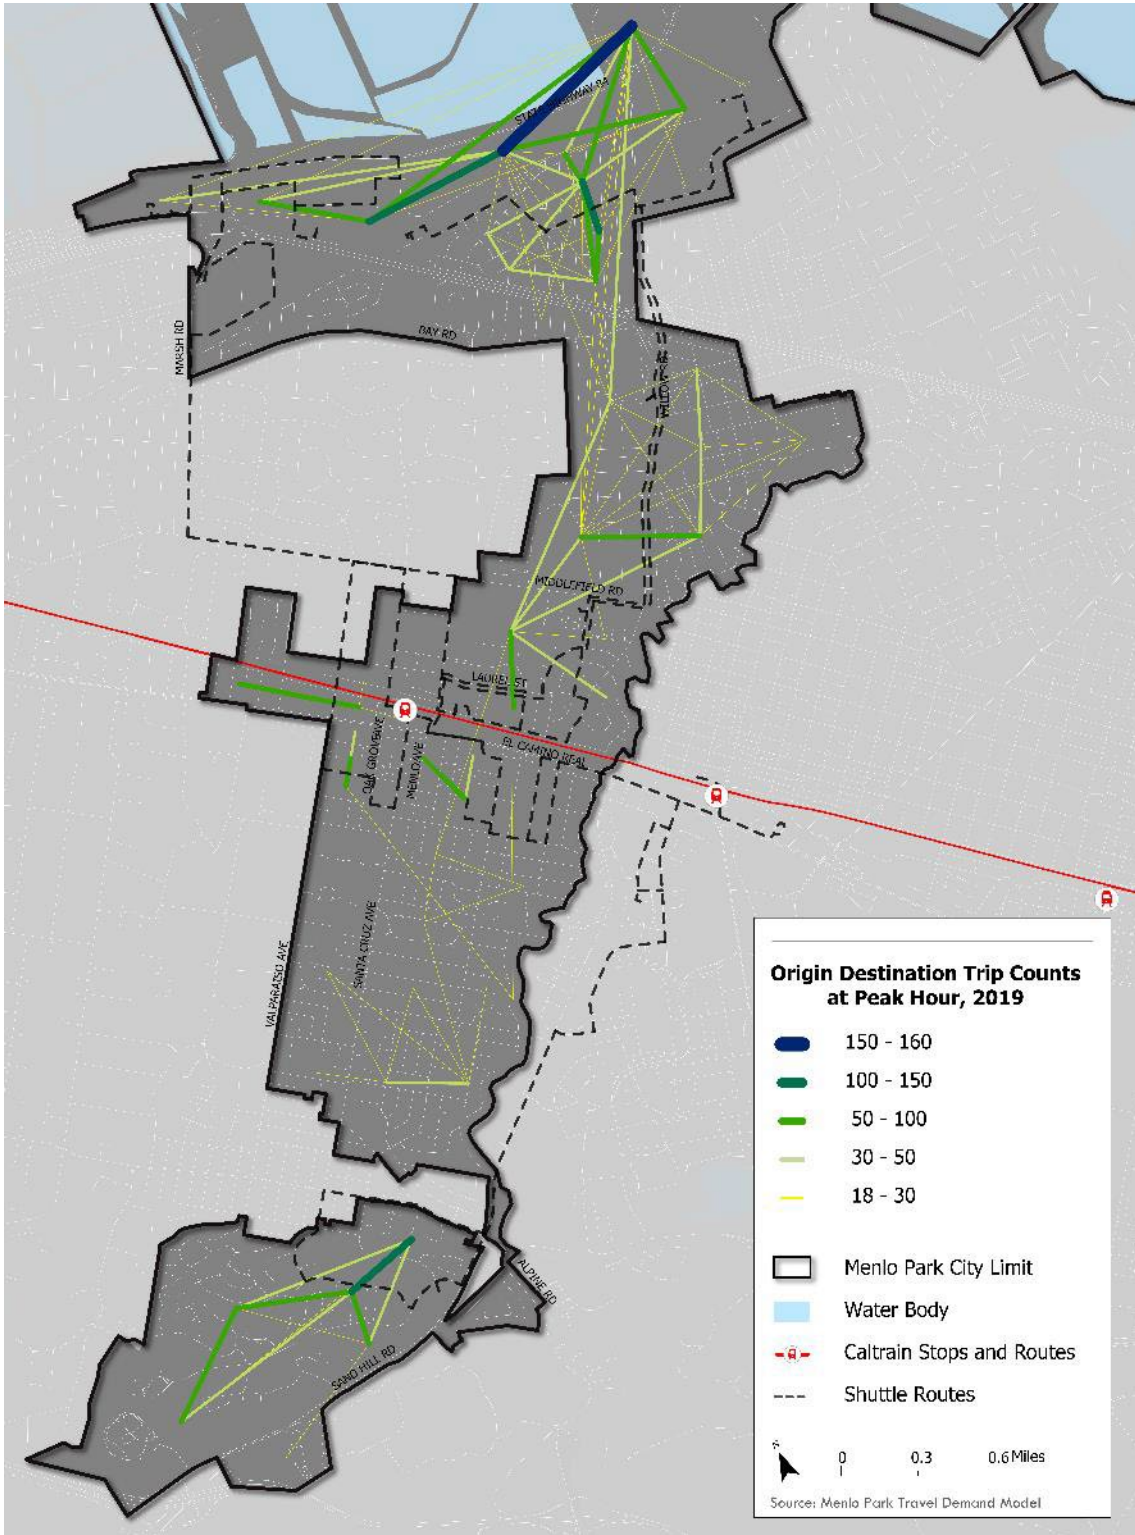 STATE HIGHWAY 84
BAY RD
MARSH RD
WILLOW RD
MIDDLEFIELD RD
LAUREL ST
EL CAMINO REAL
OAK GROVE AVE
MENLO AVE
SANTA CRUZ AVE
VALPARAISO AVE
ALPINE RD
SAND HILL RD
Origin Destination Trip Counts
at Peak Hour, 2019
150 - 160
100 - 150
50 - 100
30 - 50
18 - 30
Menlo Park City Limit
Water Body
Caltrain Stops and Routes
Shuttle Routes
N
0 0.3 0.6 Miles
Source: Menlo Park Travel Demand Model